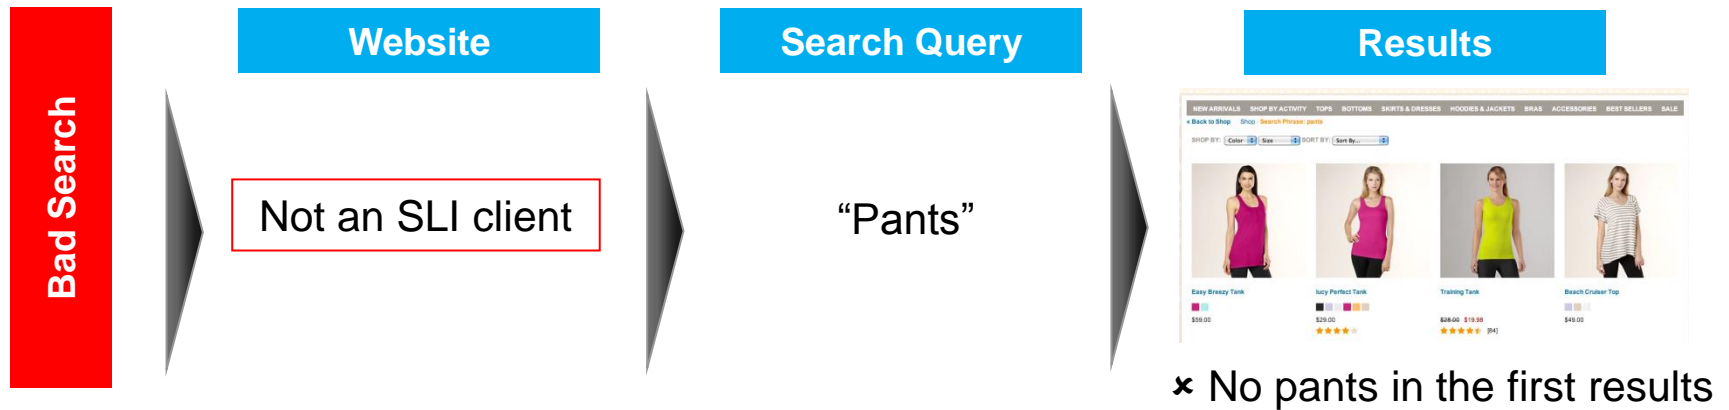 Bad Search
Website
Search Query
Results
Not an SLI client
“Pants”
NEW ARRIVALS SHOP BY ACTIVITY TOPS BOTTOMS SKIRTS & DRESSES HOODIES & JACKETS BRAS ACCESSORIES BEST SELLERS SALE
« Back to Shop Shop Search Phrase: pants
SHOP BY: Color Size SORT BY: Sort By...
Easy Breezy Tank lucy Perfect Tank Training Tank Beach Cruiser Top
$59.00 $29.00 $28.00 $19.98 $49.00
[84]
× No pants in the first results